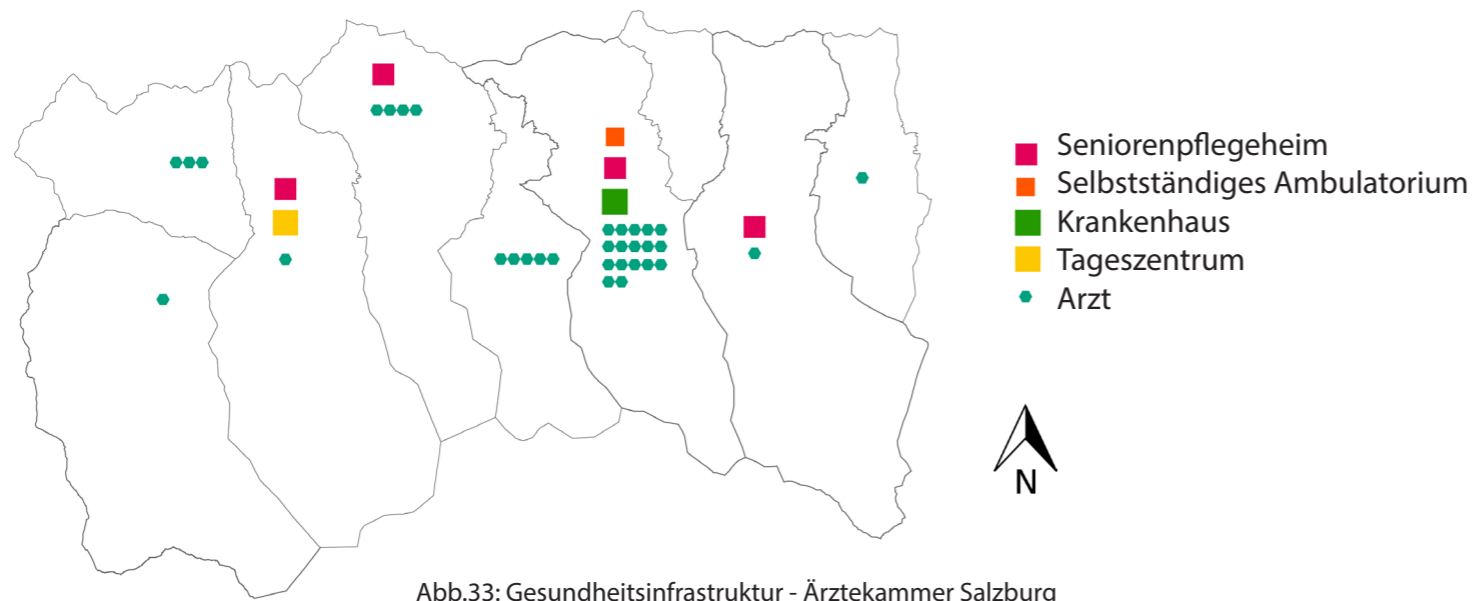 Seniorenpflegeheim
Selbstständiges Ambulatorium
Krankenhaus
Tageszentrum
Arzt
N
Abb.33: Gesundheitsinfrastruktur - Ärztekammer Salzburg